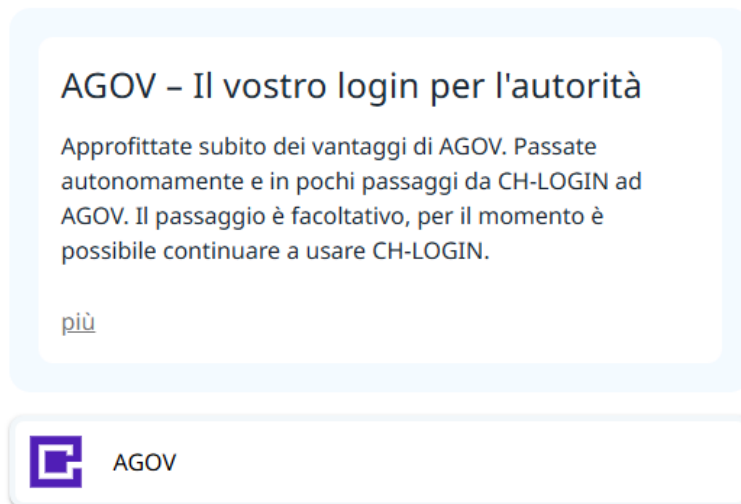 AGOV – Il vostro login per l'autorità
Approfittate subito dei vantaggi di AGOV. Passate
autonomamente e in pochi passaggi da CH-LOGIN ad
AGOV. Il passaggio è facoltativo, per il momento è
possibile continuare a usare CH-LOGIN.
più
AGOV